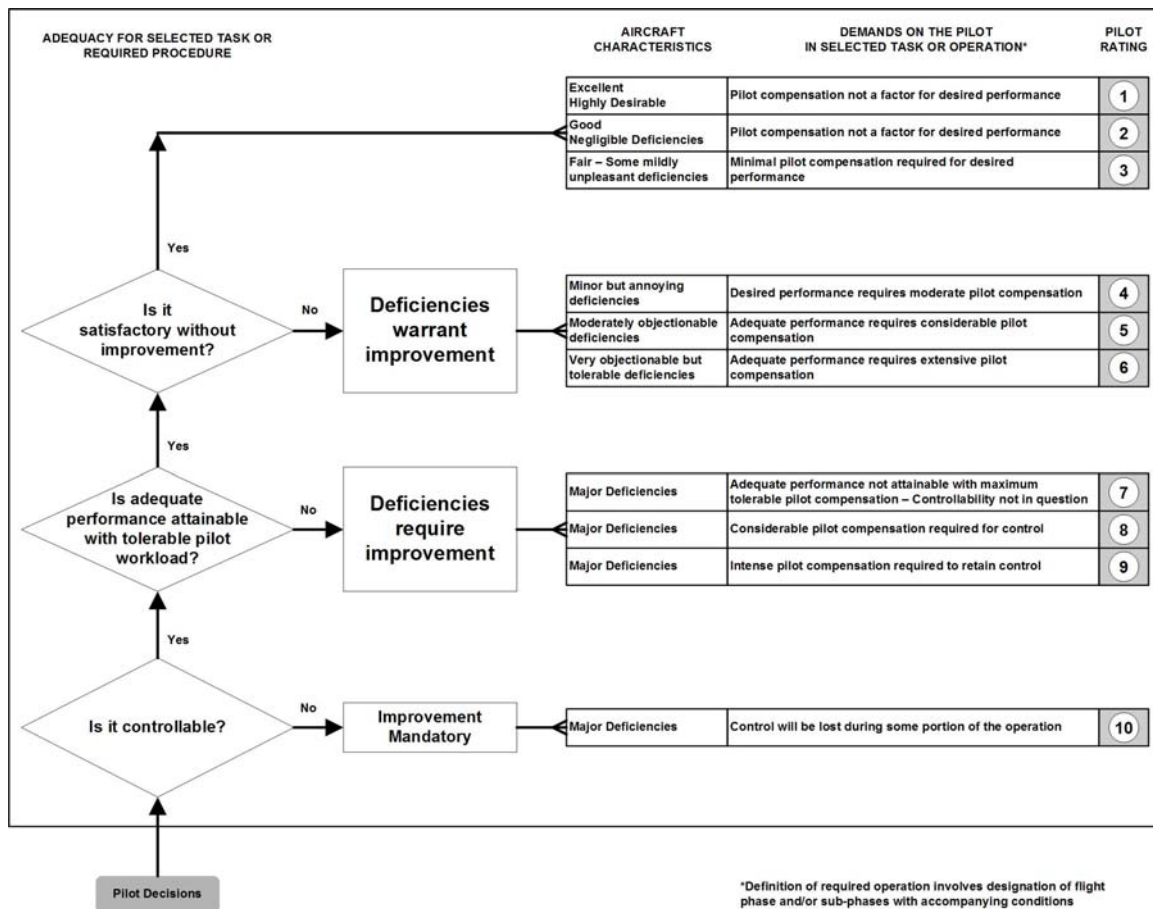 ADEQUACY FOR SELECTED TASK OR
REQUIRED PROCEDURE
AIRCRAFT
CHARACTERISTICS
DEMANDS ON THE PILOT
IN SELECTED TASK OR OPERATION*
PILOT
RATING
Excellent
Highly Desirable
Pilot compensation not a factor for desired performance
1
Good
Negligible Deficiencies
Pilot compensation not a factor for desired performance
2
Fair – Some mildly
unpleasant deficiencies
Minimal pilot compensation required for desired
performance
3
Yes
Is it
satisfactory without
improvement?
No
Deficiencies
warrant
improvement
Minor but annoying
deficiencies
Desired performance requires moderate pilot compensation
4
Moderately objectionable
deficiencies
Adequate performance requires considerable pilot
compensation
5
Very objectionable but
tolerable deficiencies
Adequate performance requires extensive pilot
compensation
6
Yes
Is adequate
performance attainable
with tolerable pilot
workload?
No
Deficiencies
require
improvement
Major Deficiencies
Adequate performance not attainable with maximum
tolerable pilot compensation – Controllability not in question
7
Major Deficiencies
Considerable pilot compensation required for control
8
Major Deficiencies
Intense pilot compensation required to retain control
9
Yes
Is it controllable?
No
Improvement
Mandatory
Major Deficiencies
Control will be lost during some portion of the operation
10
Pilot Decisions
*Definition of required operation involves designation of flight
phase and/or sub-phases with accompanying conditions